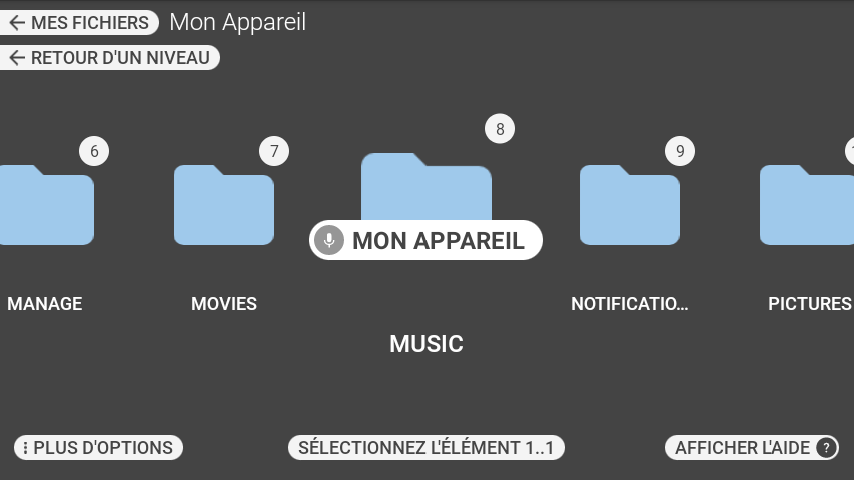 MES FICHIERS
Mon Appareil
RETOUR D'UN NIVEAU
6
7
8
9
MON APPAREIL
MANAGE
MOVIES
NOTIFICATIO...
PICTURES
MUSIC
PLUS D'OPTIONS
SÉLECTIONNEZ L'ÉLÉMENT 1..1
AFFICHER L'AIDE ?